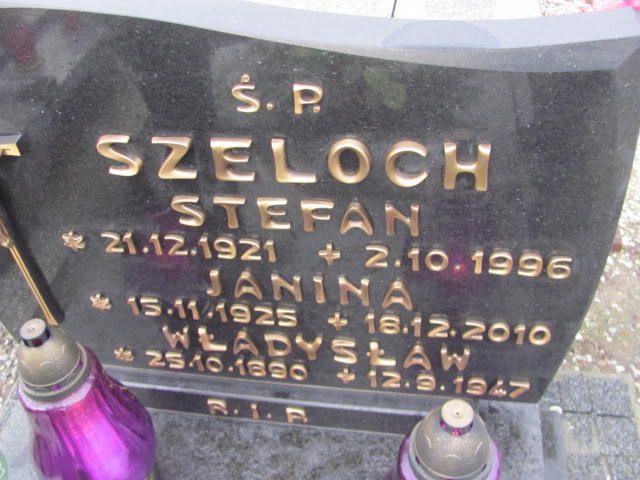 Ś.P.
SZELOCH
STEFAN
* 21.12.1921 + 2.10.1996
JANINA
* 15.11.1925 + 18.12.2010
WŁADYSŁAW
* 25.10.1890 + 12.9.1947
R.I.P.